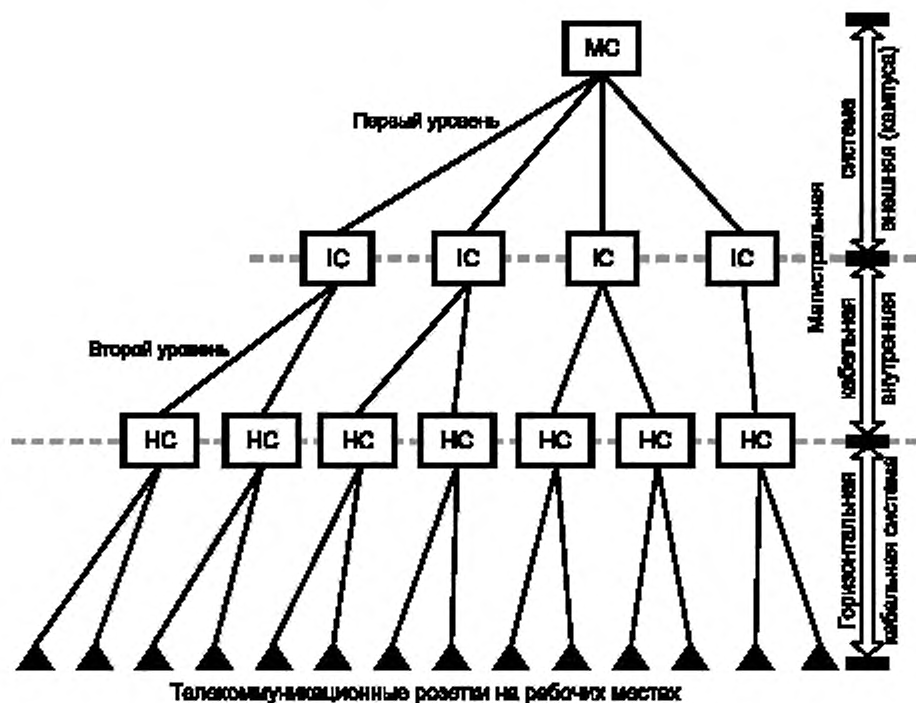 MC
Первый уровень
IC IC IC IC
Второй уровень
HC HC HC HC HC HC HC
Телекоммуникационные розетки на рабочих местах
Магистральная
кабельная система
внутренняя внешняя (кампуса)
Горизонтальная
кабельная система